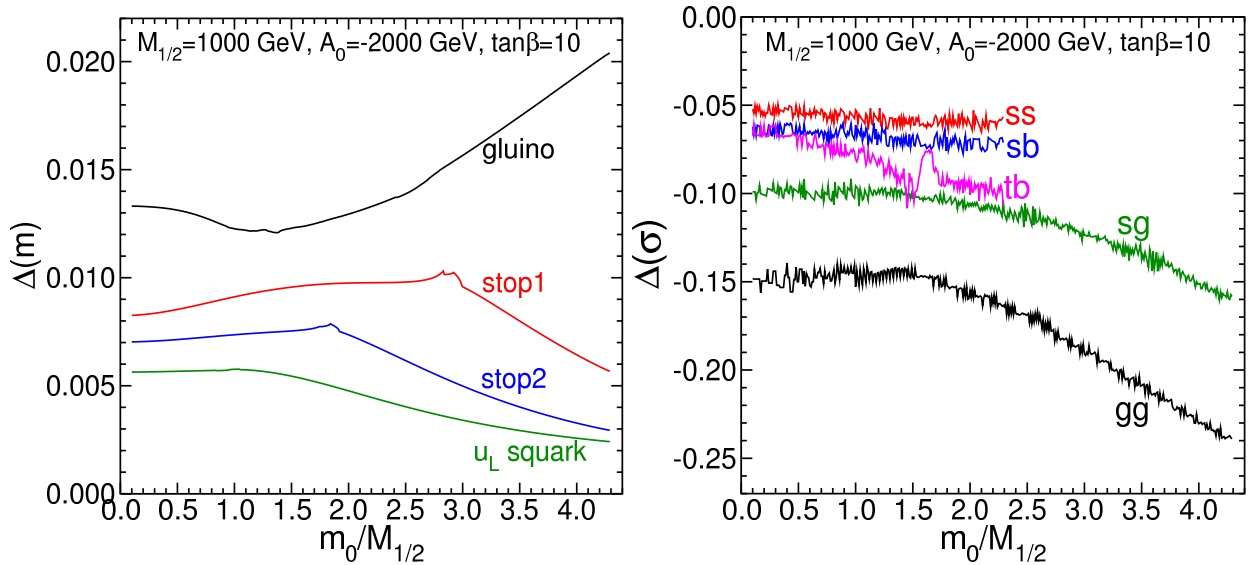 M1/2=1000 GeV, A0=-2000 GeV, tanβ=10
0.020
0.015
0.010
0.005
0.000
Δ(m)
gluino
stop1
stop2
uL squark
0.0 0.5 1.0 1.5 2.0 2.5 3.0 3.5 4.0
m0/M1/2
M1/2=1000 GeV, A0=-2000 GeV, tanβ=10
0.00
-0.05
-0.10
-0.15
-0.20
-0.25
Δ(σ)
ss
sb
tb
sg
gg
0.0 0.5 1.0 1.5 2.0 2.5 3.0 3.5 4.0
m0/M1/2